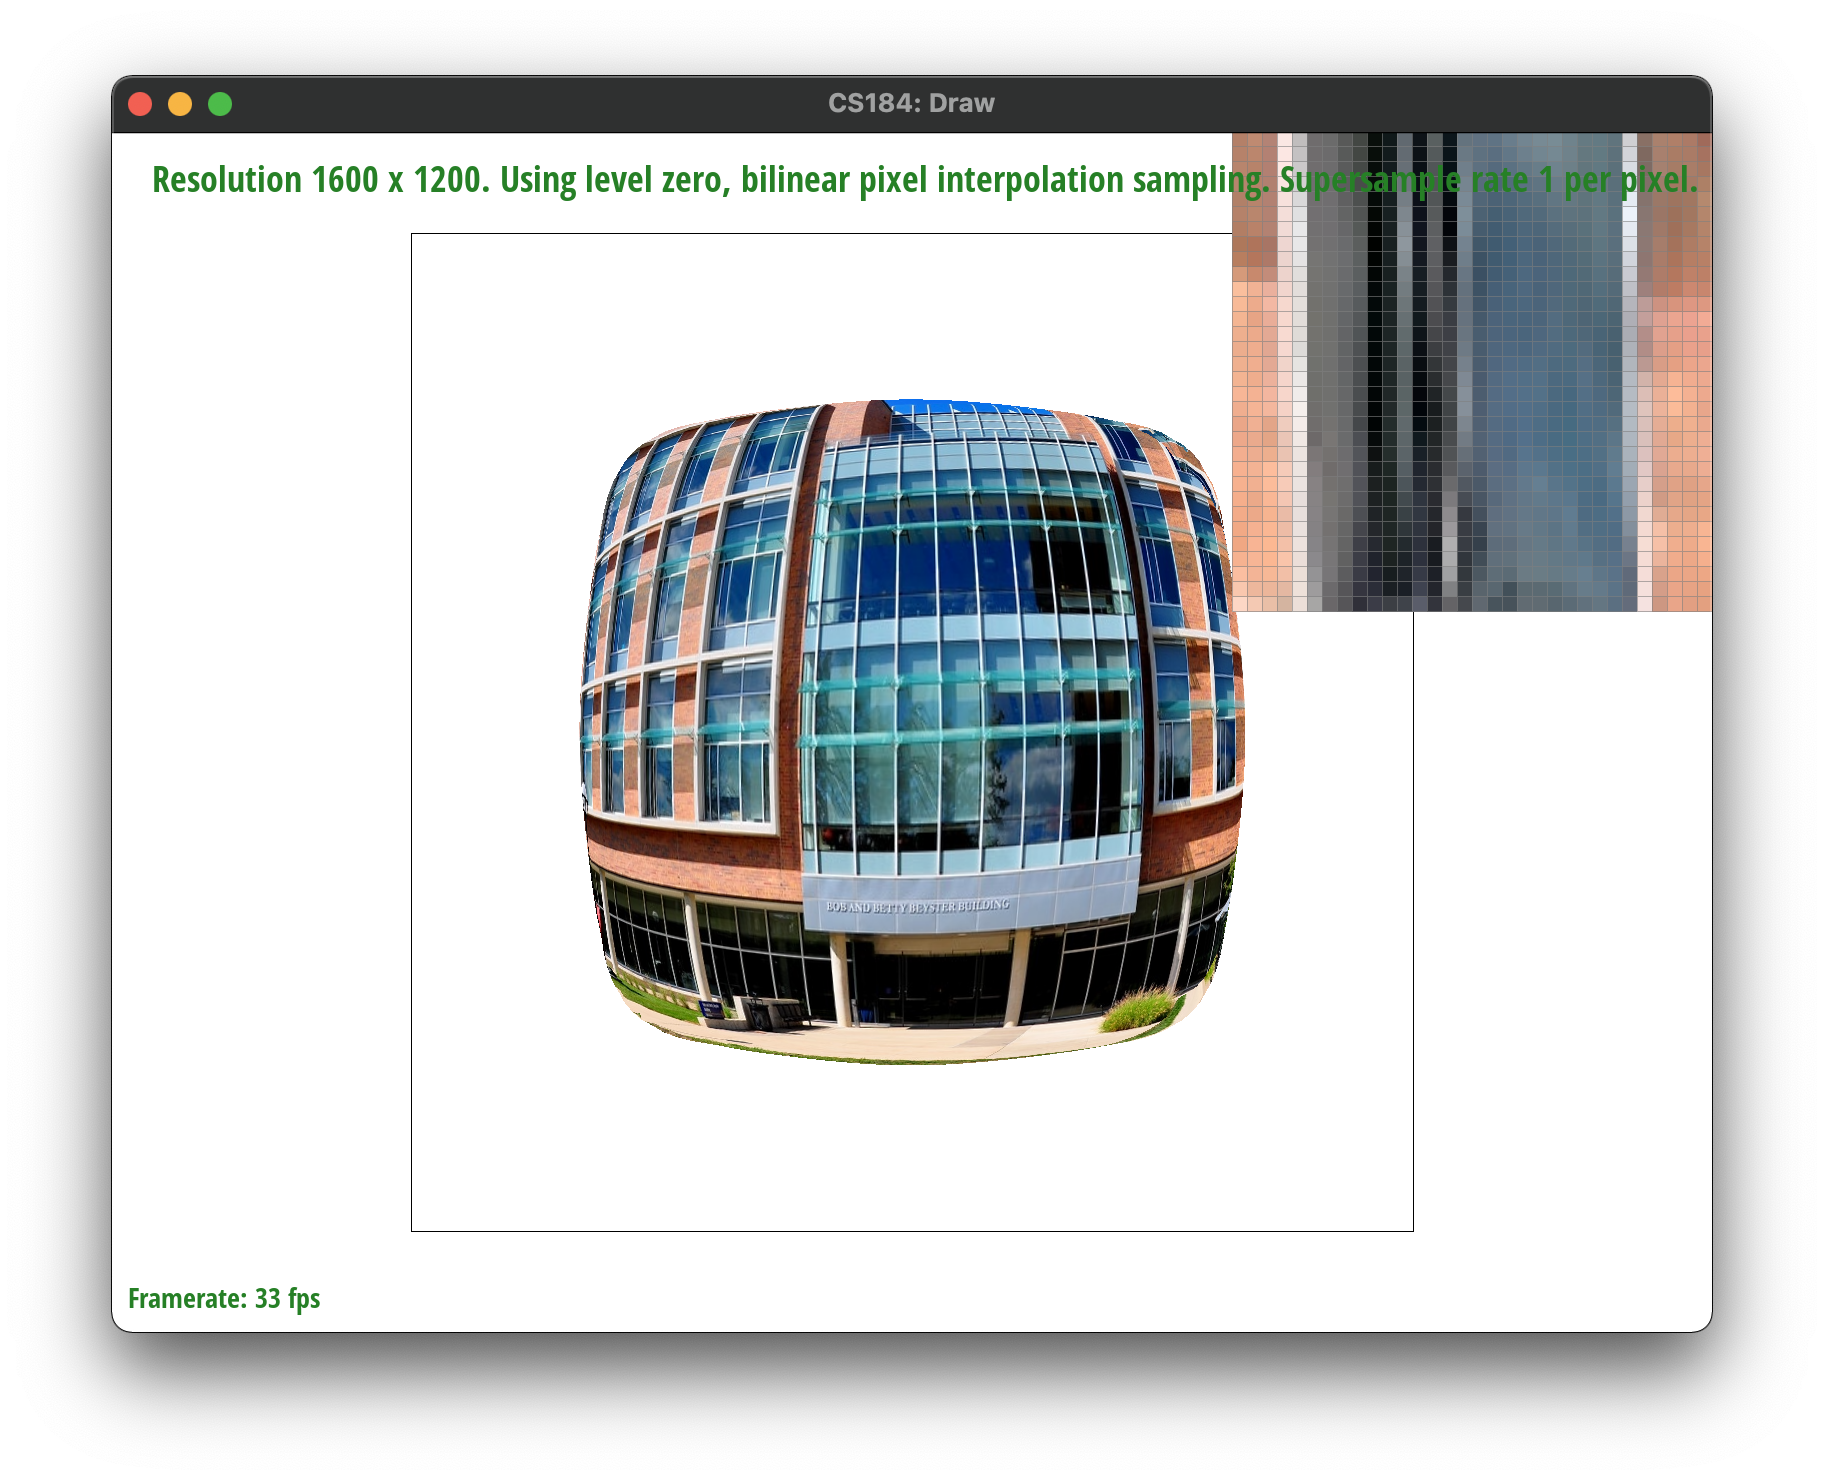 CS184: Draw
Resolution 1600 x 1200. Using level zero, bilinear pixel interpolation sampling. Supersample rate 1 per pixel.
BOB AND BETTY BEYSTER BUILDING
Framerate: 33 fps